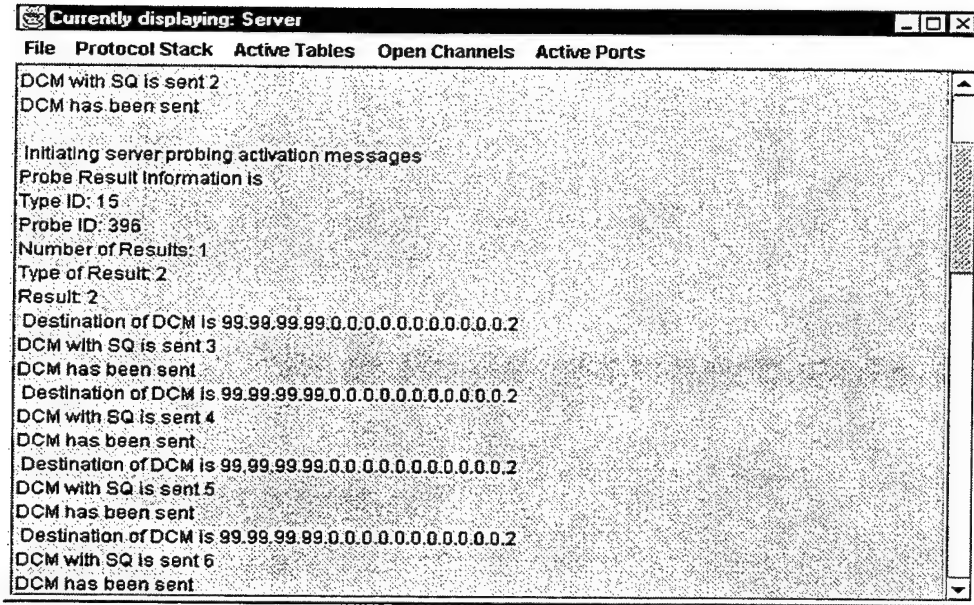 Currently displaying: Server
File Protocol Stack Active Tables Open Channels Active Ports
DCM with SQ is sent 2
DCM has been sent
Initiating server probing activation messages
Probe Result Information is
Type ID: 15
Probe ID: 396
Number of Results: 1
Type of Result: 2
Result: 2
Destination of DCM is 99.99.99.99.0.0.0.0.0.0.0.0.0.0.0.2
DCM with SQ is sent 3
DCM has been sent
Destination of DCM is 99.99.99.99.0.0.0.0.0.0.0.0.0.0.0.2
DCM with SQ is sent 4
DCM has been sent
Destination of DCM is 99.99.99.99.0.0.0.0.0.0.0.0.0.0.0.2
DCM with SQ is sent 5
DCM has been sent
Destination of DCM is 99.99.99.99.0.0.0.0.0.0.0.0.0.0.0.2
DCM with SQ is sent 6
DCM has been sent